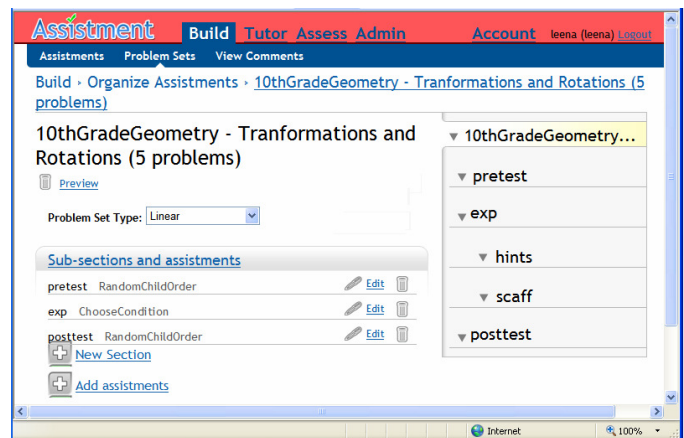 Assistment Build Tutor Assess Admin Account leena (leena) Logout
Assistments Problem Sets View Comments
Build › Organize Assistments › 10thGradeGeometry - Tranformations and Rotations (5
problems)
10thGradeGeometry - Tranformations and
Rotations (5 problems)
Preview
Problem Set Type: Linear
Sub-sections and assistments
pretest RandomChildOrder Edit
exp ChooseCondition Edit
posttest RandomChildOrder Edit
New Section
Add assistments
10thGradeGeometry...
pretest
exp
hints
scaff
posttest
Internet 100%